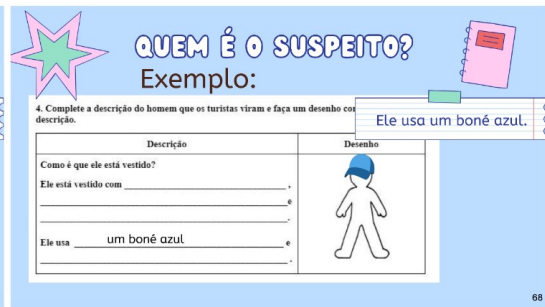 QUEM É O SUSPEITO?
Exemplo:
4. Complete a descrição do homem que os turistas viram e faça um desenho
descrição.
Ele usa um boné azul.
Descrição
Desenho
Como é que ele está vestido?
Ele está vestido com ,
e
.
Ele usa um boné azul e
.
68